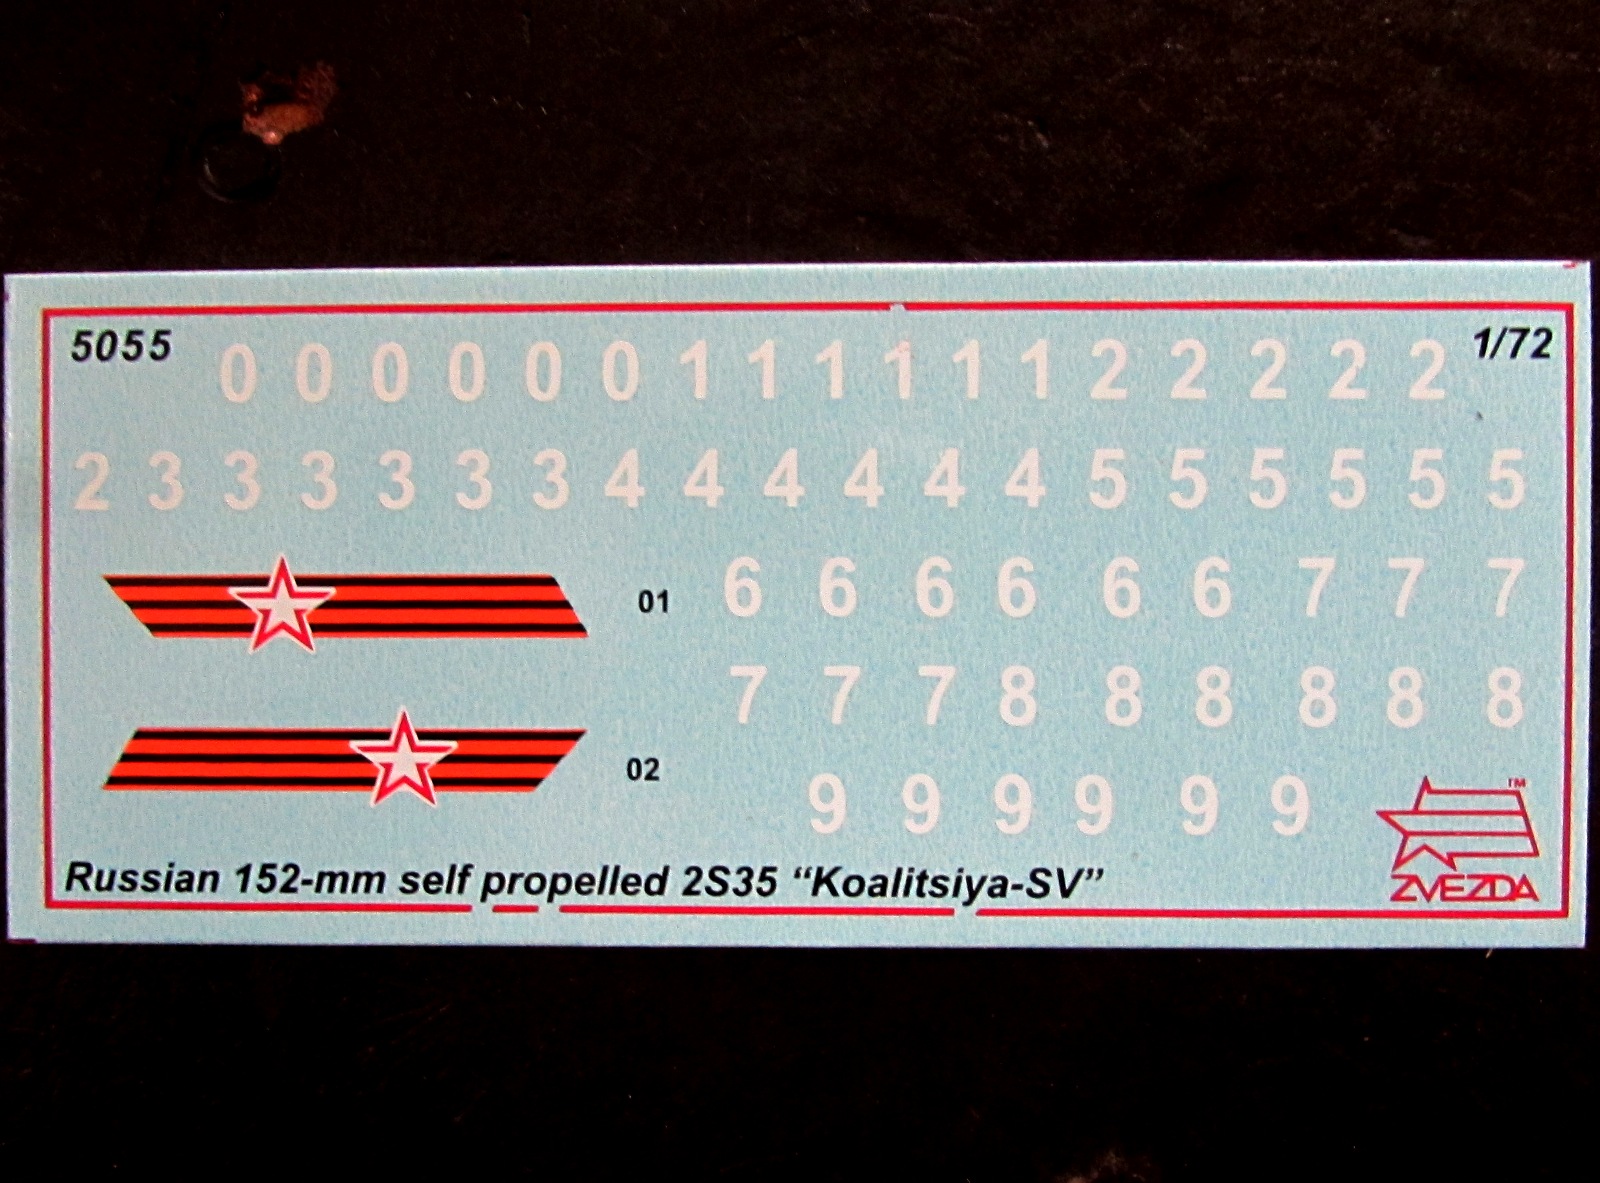 5055 0 0 0 0 0 0 1 1 1 1 1 1 2 2 2 2 2 1/72
2 3 3 3 3 3 3 4 4 4 4 4 4 5 5 5 5 5 5
01 6 6 6 6 6 6 7 7 7
7 7 7 8 8 8 8 8 8
02
9 9 9 9 9 9
TM
ZVEZDA
Russian 152-mm self propelled 2S35 “Koalitsiya-SV”